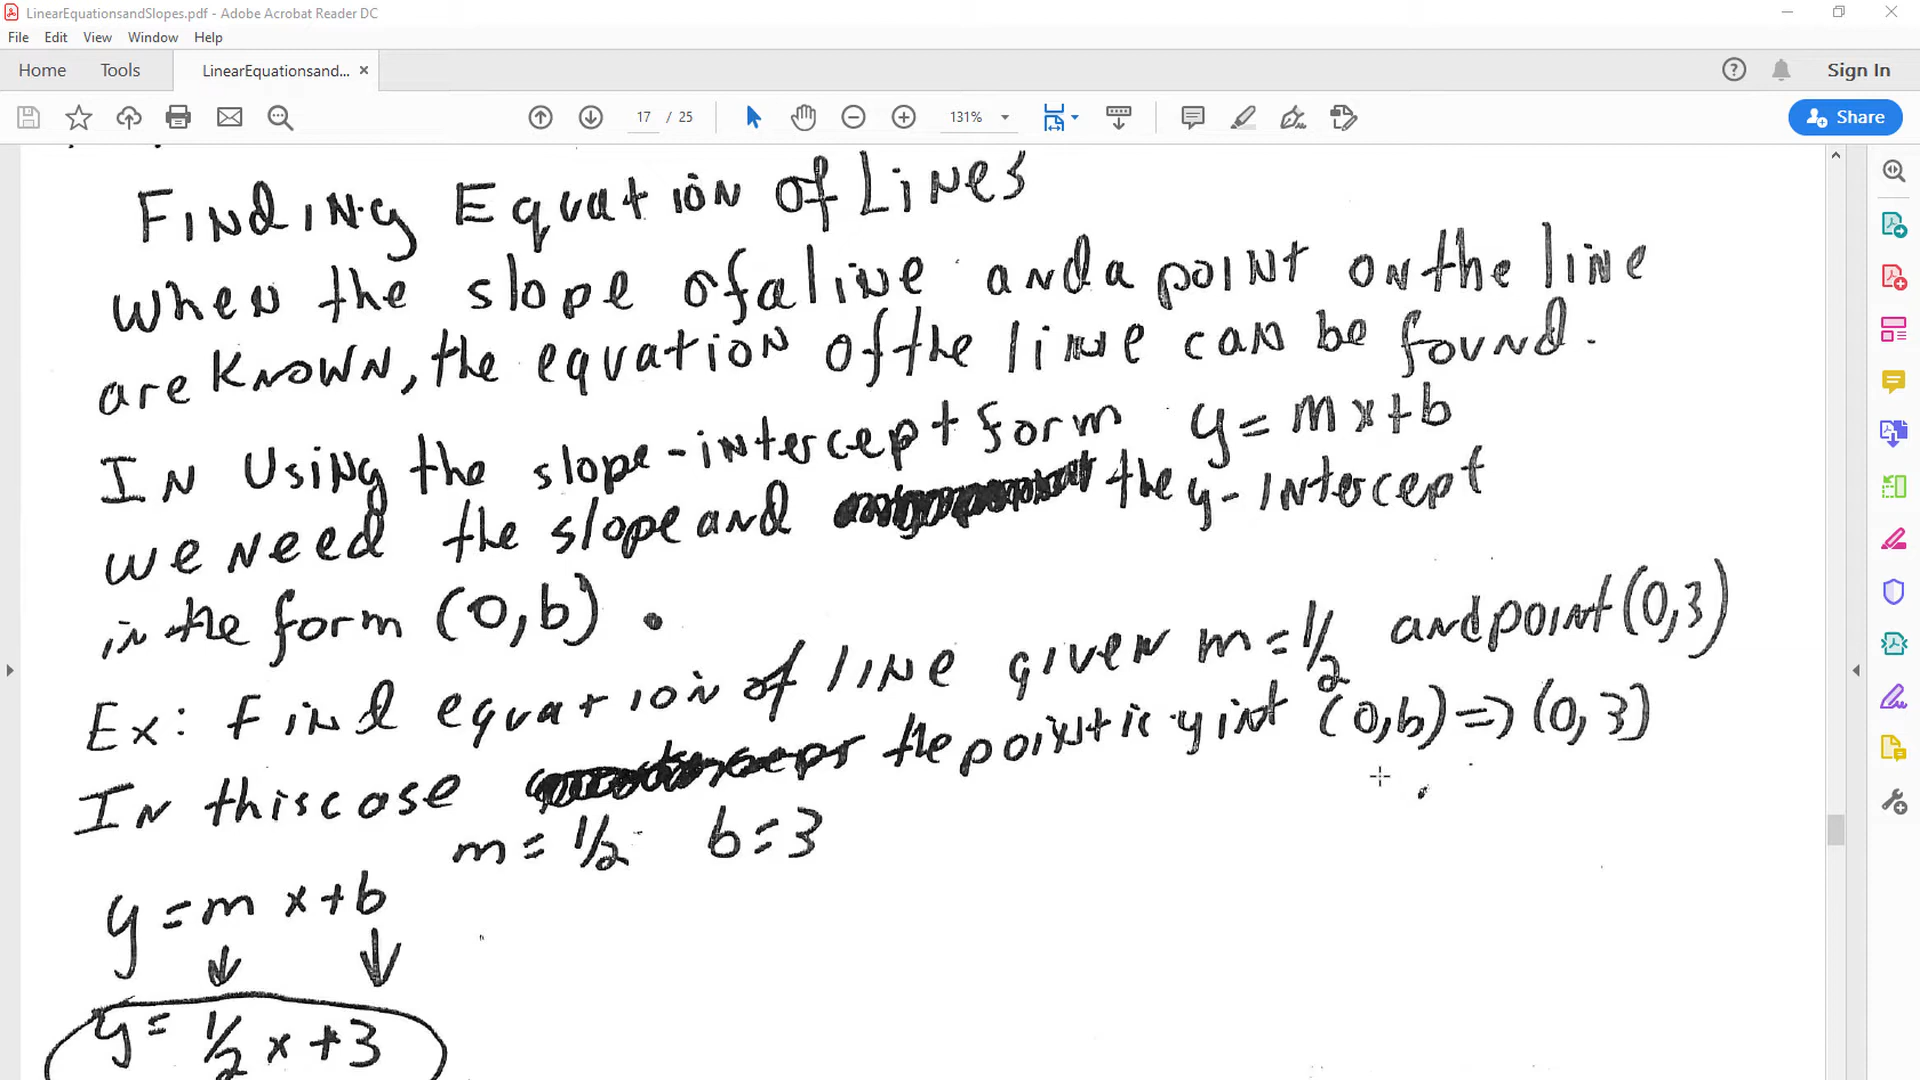 LinearEquationsandSlopes.pdf - Adobe Acrobat Reader DC
File Edit View Window Help
Home Tools LinearEquationsand... × Sign In
17 / 25 131% Share
Finding Equation of Lines
When the slope of a line and a point on the line
are known, the equation of the line can be found.
In using the slope-intercept form y = mx+b
we need the slope and the y-intercept
in the form (0,b).
Ex: Find equation of line given m = 1/2 and point (0,3)
In this case the point is y int (0,b) => (0,3)
m = 1/2 b = 3
y = mx+b
y = 1/2 x + 3